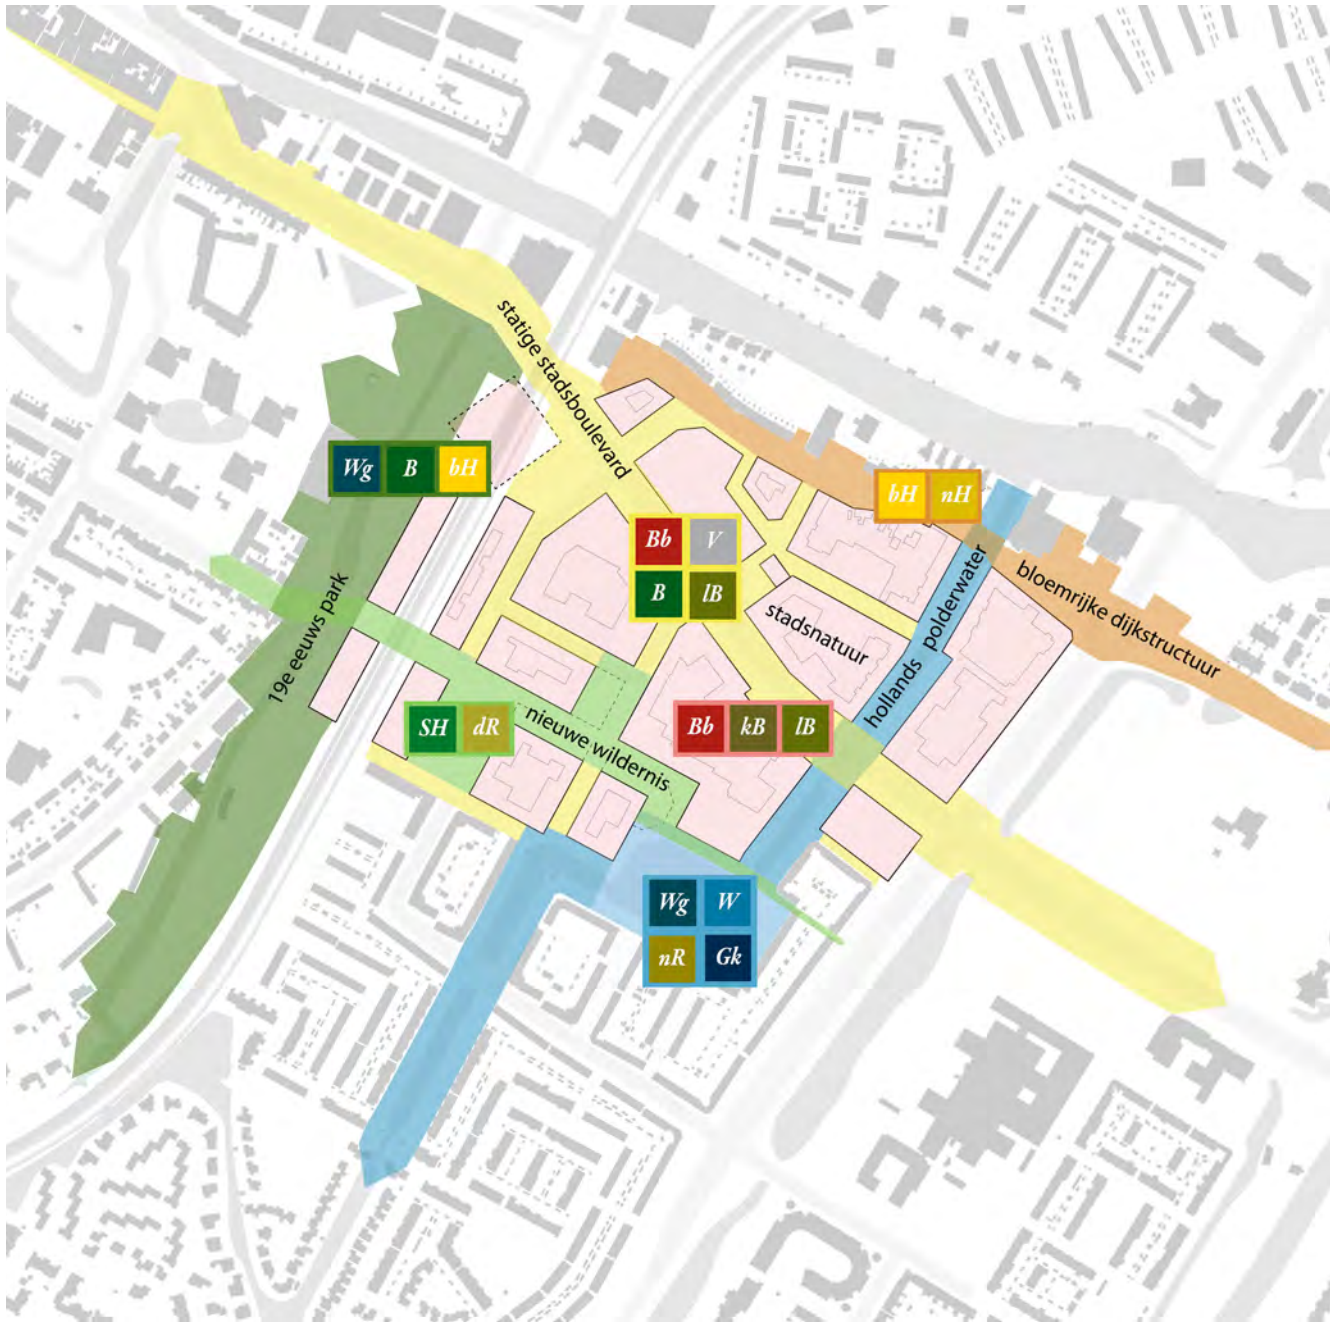 statige stadsboulevard
Wg B bH
bH nH
Bb V
B lB
bloemrijke dijkstructuur
hollands polderwater
stadsnatuur
19e eeuws park
SH dR
nieuwe wildernis
Bb kB lB
Wg W
nR Gk